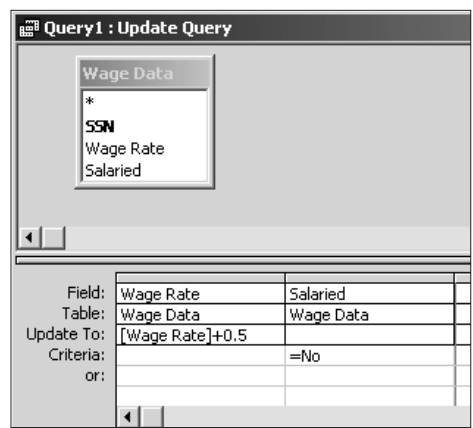 Query1 : Update Query
Wage Data
*
SSN
Wage Rate
Salaried
Field: Wage Rate Salaried
Table: Wage Data Wage Data
Update To: [Wage Rate]+0.5
Criteria: =No
or: